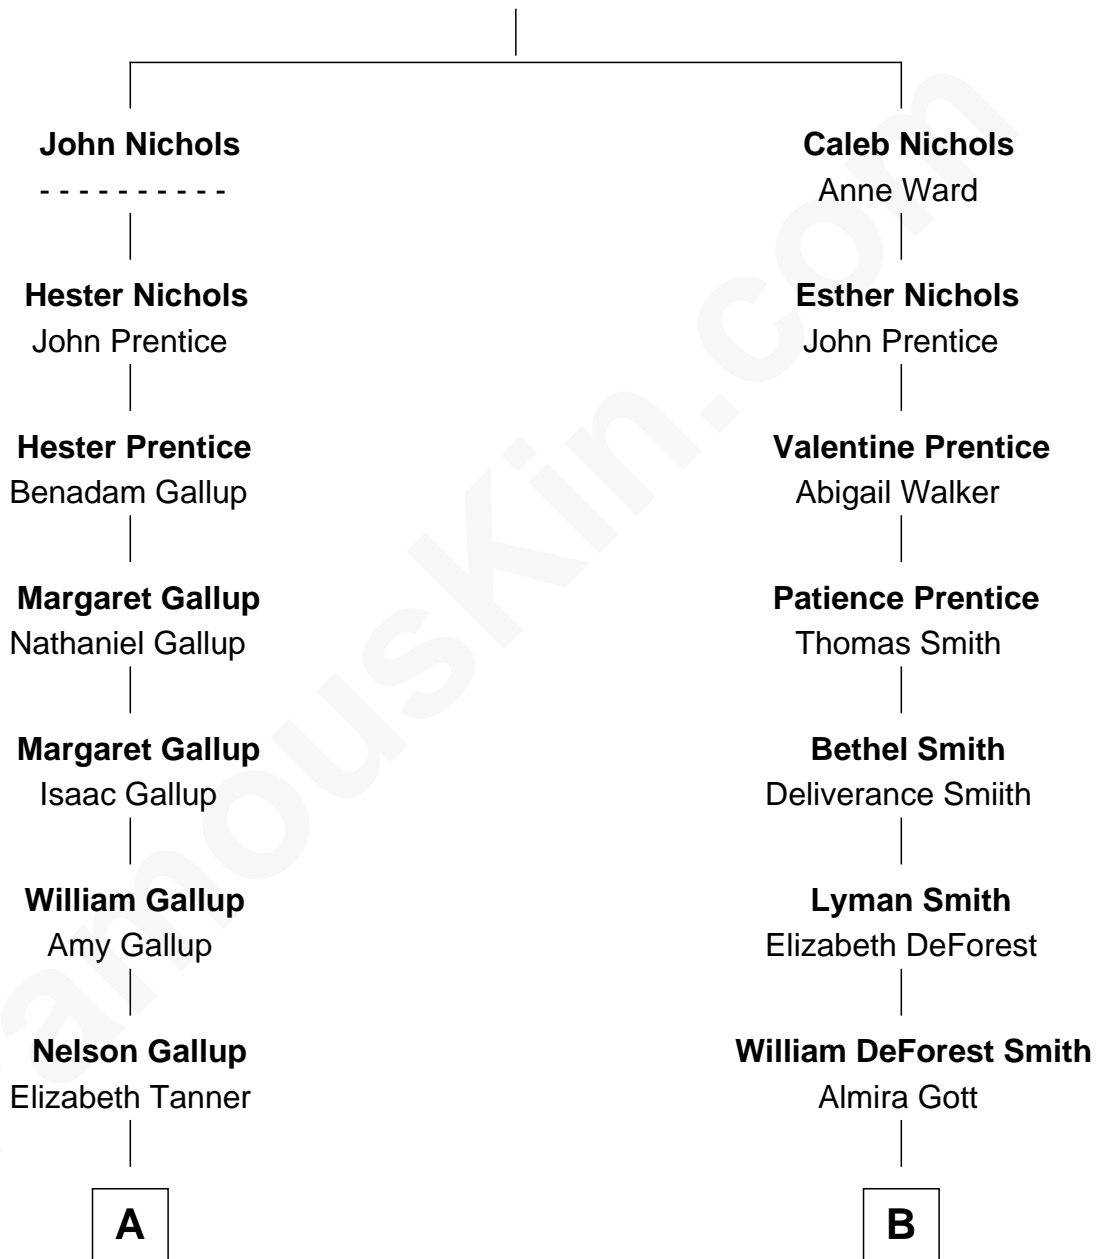 John Nichols
- - - - - - - - - -
Hester Nichols
John Prentice
Hester Prentice
Benadam Gallup
Margaret Gallup
Nathaniel Gallup
Margaret Gallup
Isaac Gallup
William Gallup
Amy Gallup
Nelson Gallup
Elizabeth Tanner
A
Caleb Nichols
Anne Ward
Esther Nichols
John Prentice
Valentine Prentice
Abigail Walker
Patience Prentice
Thomas Smith
Bethel Smith
Deliverance Smiith
Lyman Smith
Elizabeth DeForest
William DeForest Smith
Almira Gott
B
amouskin.com